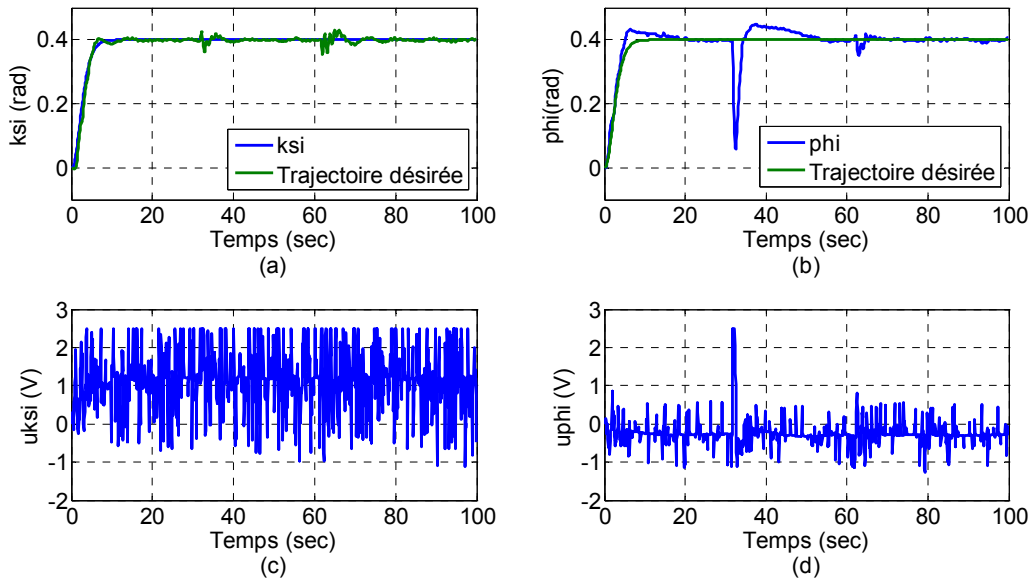 0.4
0.2
0
ksi (rad)
ksi
Trajectoire désirée
0 20 40 60 80 100
Temps (sec)
(a)
0.4
0.2
0
phi(rad)
phi
Trajectoire désirée
0 20 40 60 80 100
Temps (sec)
(b)
3
2
1
0
-1
-2
uksi (V)
0 20 40 60 80 100
Temps (sec)
(c)
3
2
1
0
-1
-2
uphi (V)
0 20 40 60 80 100
Temps (sec)
(d)